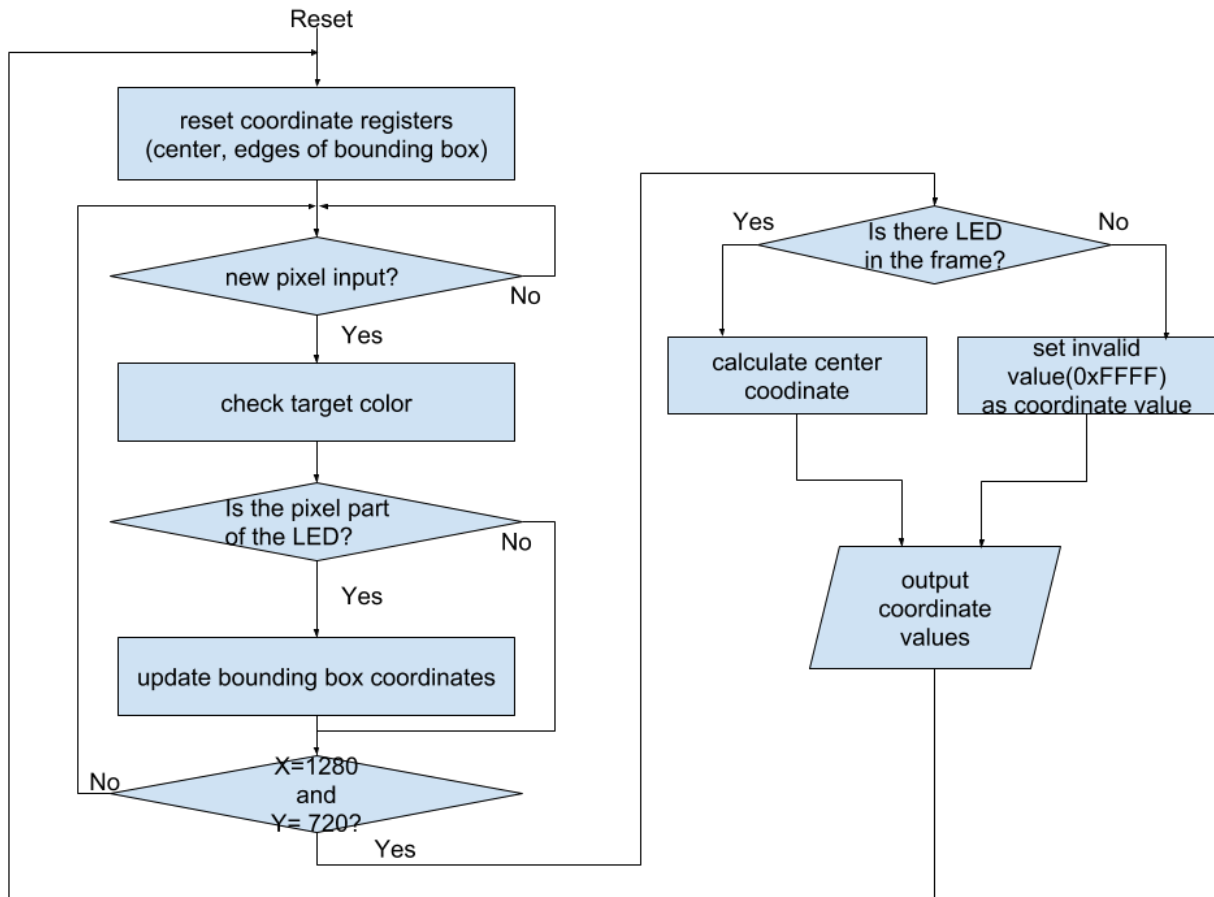 Reset
reset coordinate registers
(center, edges of bounding box)
new pixel input?
No
Yes
check target color
Is the pixel part
of the LED?
No
Yes
update bounding box coordinates
X=1280
and
Y= 720?
No
Yes
Is there LED
in the frame?
Yes
No
calculate center
coodinate
set invalid
value(0xFFFF)
as coordinate value
output
coordinate
values